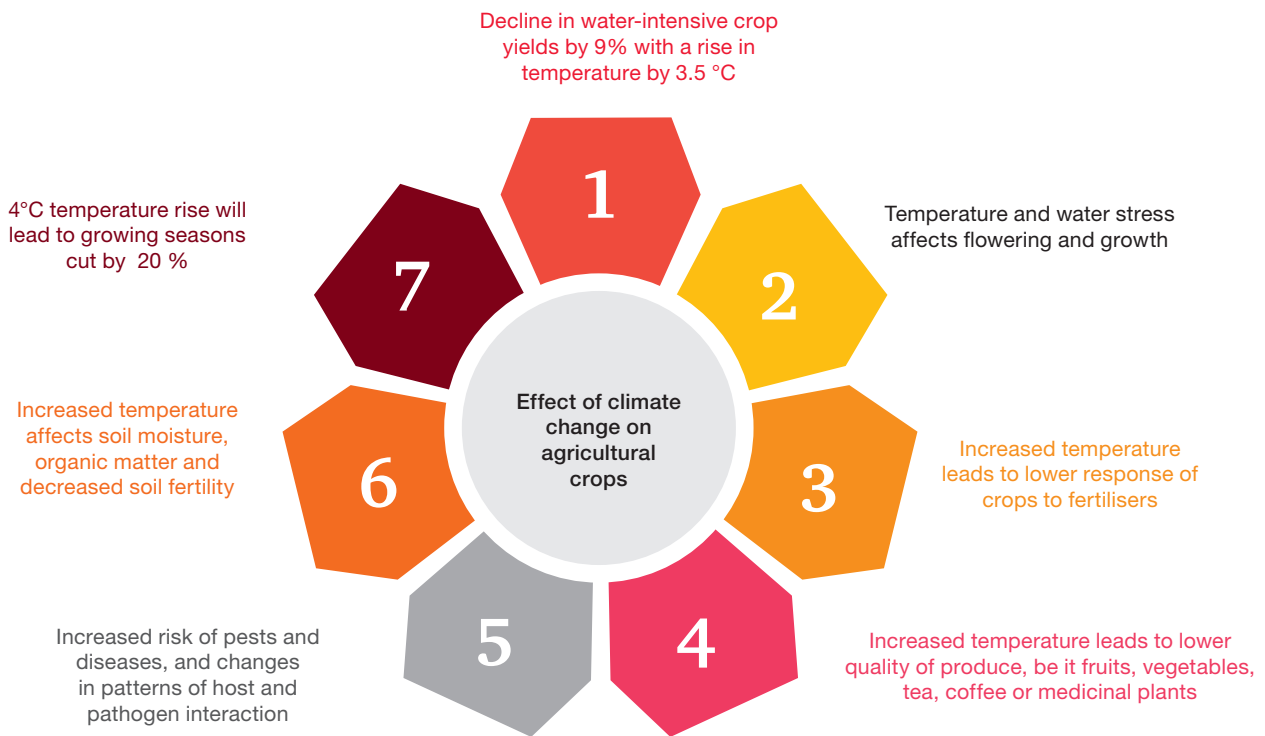 Decline in water-intensive crop
yields by 9% with a rise in
temperature by 3.5 °C
1
Temperature and water stress
affects flowering and growth
2
Increased temperature
leads to lower response of
crops to fertilisers
3
Increased temperature leads to lower
quality of produce, be it fruits, vegetables,
tea, coffee or medicinal plants
4
Increased risk of pests and
diseases, and changes
in patterns of host and
pathogen interaction
5
Increased temperature
affects soil moisture,
organic matter and
decreased soil fertility
6
4°C temperature rise will
lead to growing seasons
cut by 20 %
7
Effect of climate
change on
agricultural
crops